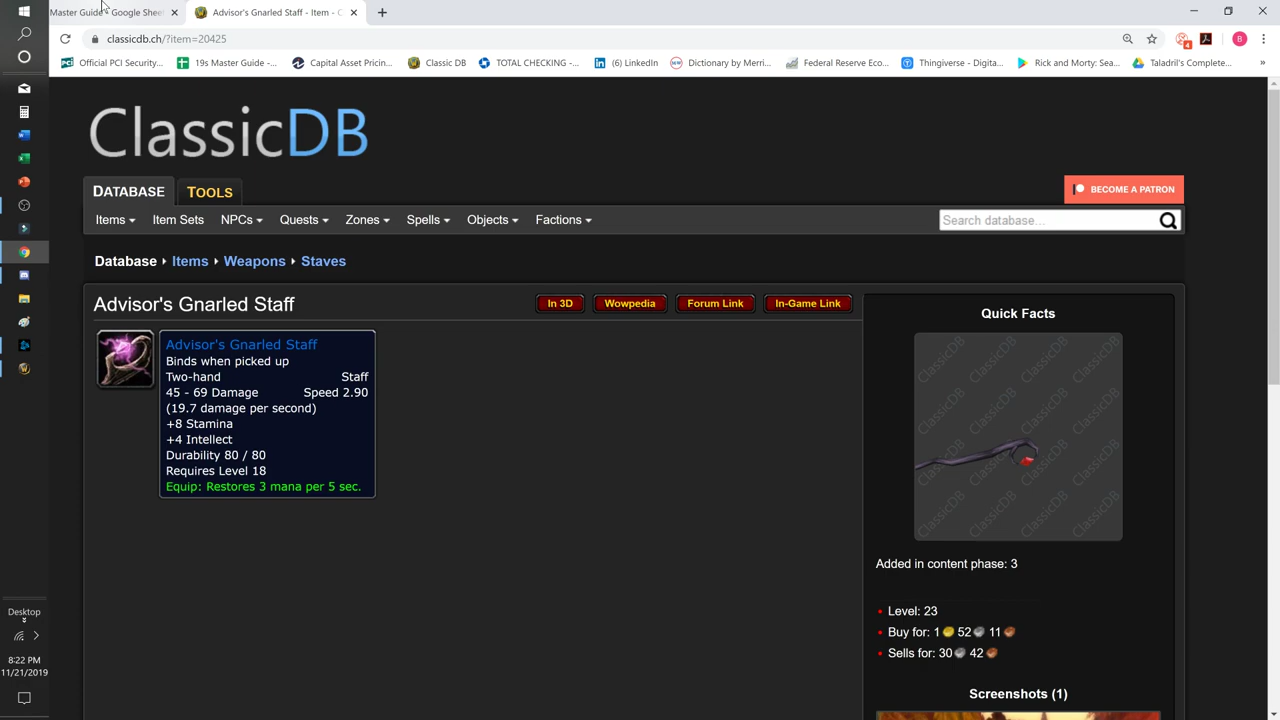 Master Guide - Google Sheet
Advisor's Gnarled Staff - Item - C
classicdb.ch/?item=20425
Official PCI Security...
19s Master Guide -...
Capital Asset Pricin...
Classic DB
TOTAL CHECKING -...
(6) LinkedIn
Dictionary by Merri...
Federal Reserve Eco...
Thingiverse - Digita...
Rick and Morty: Sea...
Taladril's Complete...
»
ClassicDB
DATABASE
TOOLS
BECOME A PATRON
Items
Item Sets
NPCs
Quests
Zones
Spells
Objects
Factions
Search database...
Database
Items
Weapons
Staves
Advisor's Gnarled Staff
In 3D
Wowpedia
Forum Link
In-Game Link
Quick Facts
Advisor's Gnarled Staff
Binds when picked up
Two-hand Staff
45 - 69 Damage Speed 2.90
(19.7 damage per second)
+8 Stamina
+4 Intellect
Durability 80 / 80
Requires Level 18
Equip: Restores 3 mana per 5 sec.
ClassicDB
Added in content phase: 3
Level: 23
Buy for: 1 52 11
Sells for: 30 42
Screenshots (1)
Desktop
8:22 PM
11/21/2019